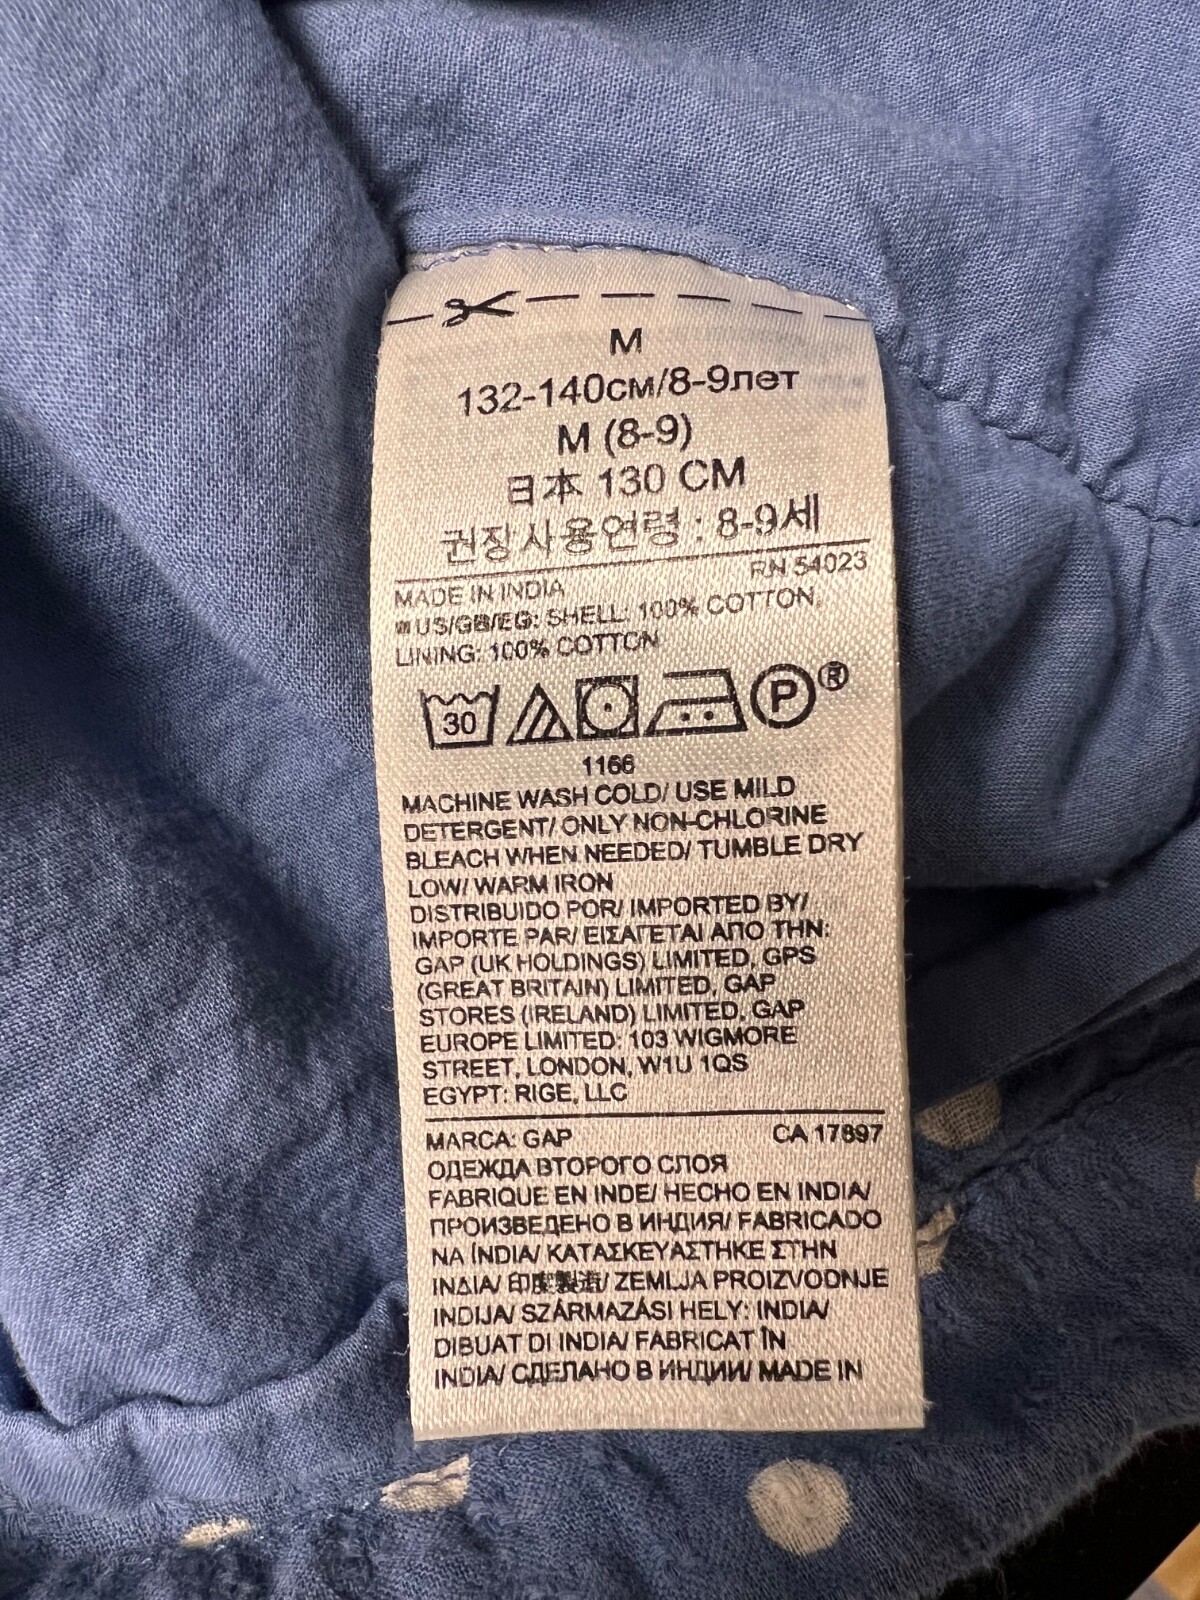 M
132-140см/8-9лет
M (8-9)
日本 130 CM
권장사용연령 : 8-9세
RN 54023
MADE IN INDIA
US/GB/EG: SHELL: 100% COTTON,
LINING: 100% COTTON
30 P®
1166
MACHINE WASH COLD/ USE MILD
DETERGENT/ ONLY NON-CHLORINE
BLEACH WHEN NEEDED/ TUMBLE DRY
LOW/ WARM IRON
DISTRIBUIDO POR/ IMPORTED BY/
IMPORTE PAR/ ΕΙΣΑΓΕΤΑΙ ΑΠΟ ΤΗΝ:
GAP (UK HOLDINGS) LIMITED, GPS
(GREAT BRITAIN) LIMITED, GAP
STORES (IRELAND) LIMITED, GAP
EUROPE LIMITED: 103 WIGMORE
STREET, LONDON, W1U 1QS
EGYPT: RIGE, LLC
MARCA: GAP CA 17897
ОДЕЖДА ВТОРОГО СЛОЯ
FABRIQUE EN INDE/ HECHO EN INDIA/
ПРОИЗВЕДЕНО В ИНДИЯ/ FABRICADO
NA ÍNDIA/ ΚΑΤΑΣΚΕΥΑΣΤΗΚΕ ΣΤΗΝ
ΙΝΔΙΑ/ 印度製造/ ZEMLJA PROIZVODNJE
INDIJA/ SZÁRMAZÁSI HELY: INDIA/
DIBUAT DI INDIA/ FABRICAT ÎN
INDIA/ СДЕЛАНО В ИНДИИ/ MADE IN